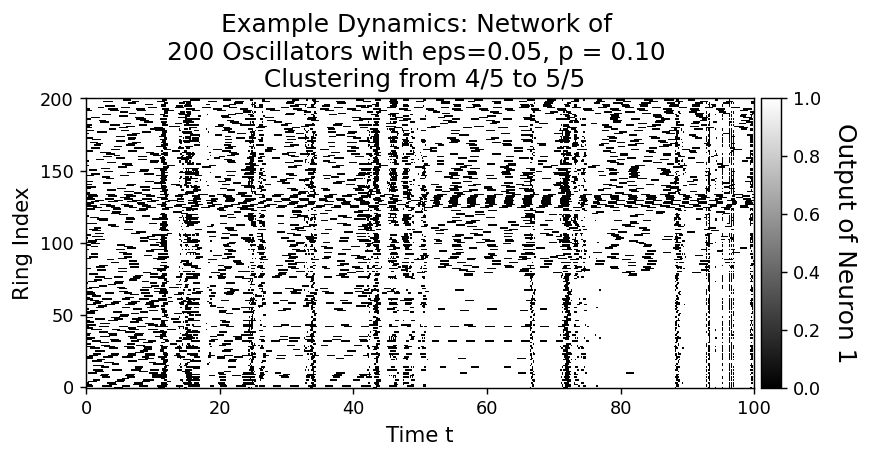 Example Dynamics: Network of
200 Oscillators with eps=0.05, p = 0.10
Clustering from 4/5 to 5/5
200
150
100
50
0
Ring Index
0 20 40 60 80 100
Time t
1.0
0.8
0.6
0.4
0.2
0.0
Output of Neuron 1